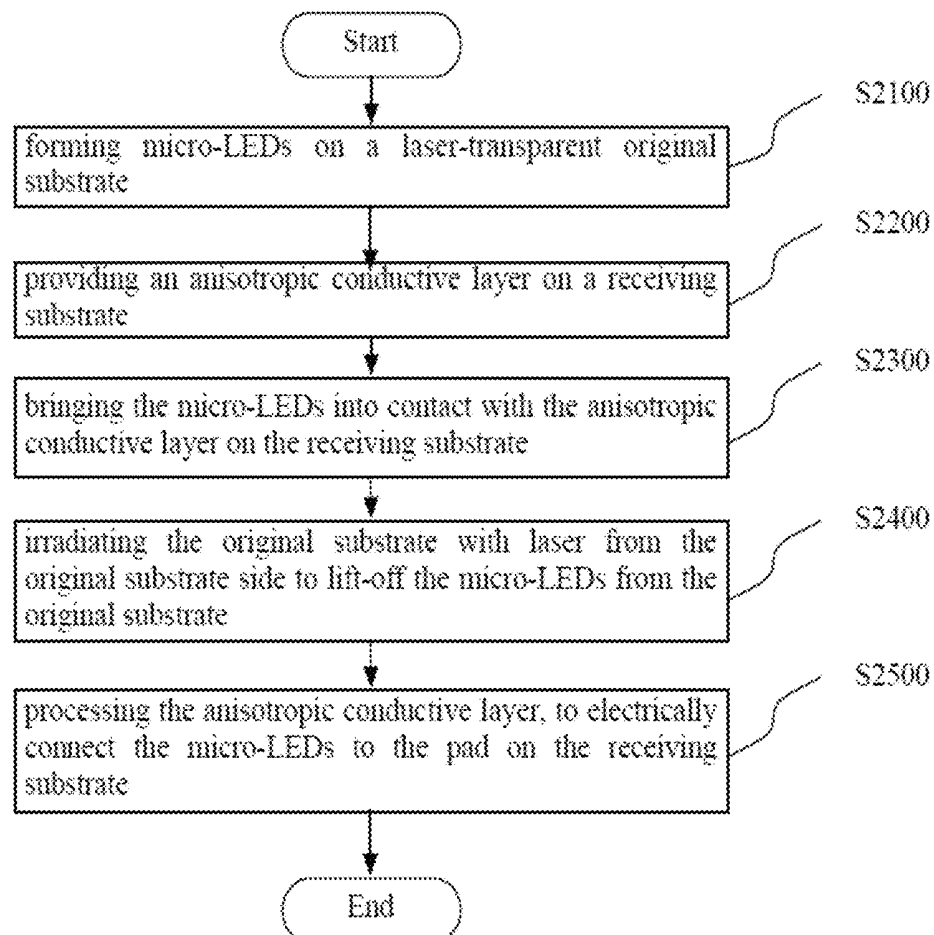 Start
S2100
forming micro-LEDs on a laser-transparent original
substrate
S2200
providing an anisotropic conductive layer on a receiving
substrate
S2300
bringing the micro-LEDs into contact with the anisotropic
conductive layer on the receiving substrate
S2400
irradiating the original substrate with laser from the
original substrate side to lift-off the micro-LEDs from the
original substrate
S2500
processing the anisotropic conductive layer, to electrically
connect the micro-LEDs to the pad on the receiving
substrate
End